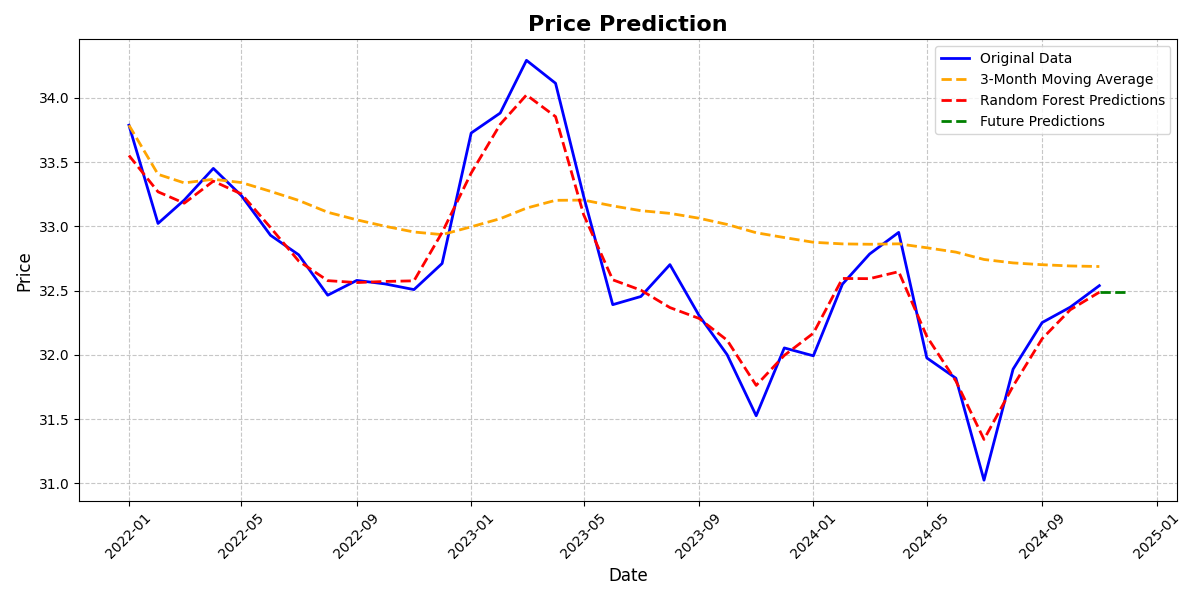 Price Prediction
Original Data
3-Month Moving Average
Random Forest Predictions
Future Predictions
Price
34.0
33.5
33.0
32.5
32.0
31.5
31.0
2022-01
2022-05
2022-09
2023-01
2023-05
2023-09
2024-01
2024-05
2024-09
2025-01
Date